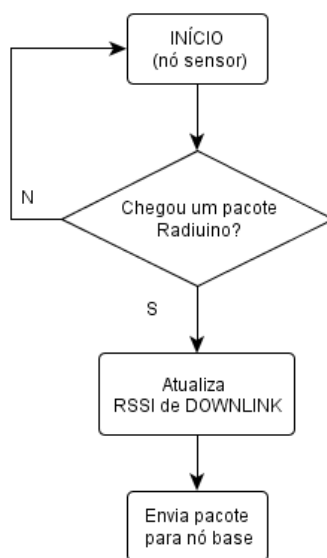 INÍCIO
(nó sensor)
Chegou um pacote
Radiuino?
N
S
Atualiza
RSSI de DOWNLINK
Envia pacote
para nó base